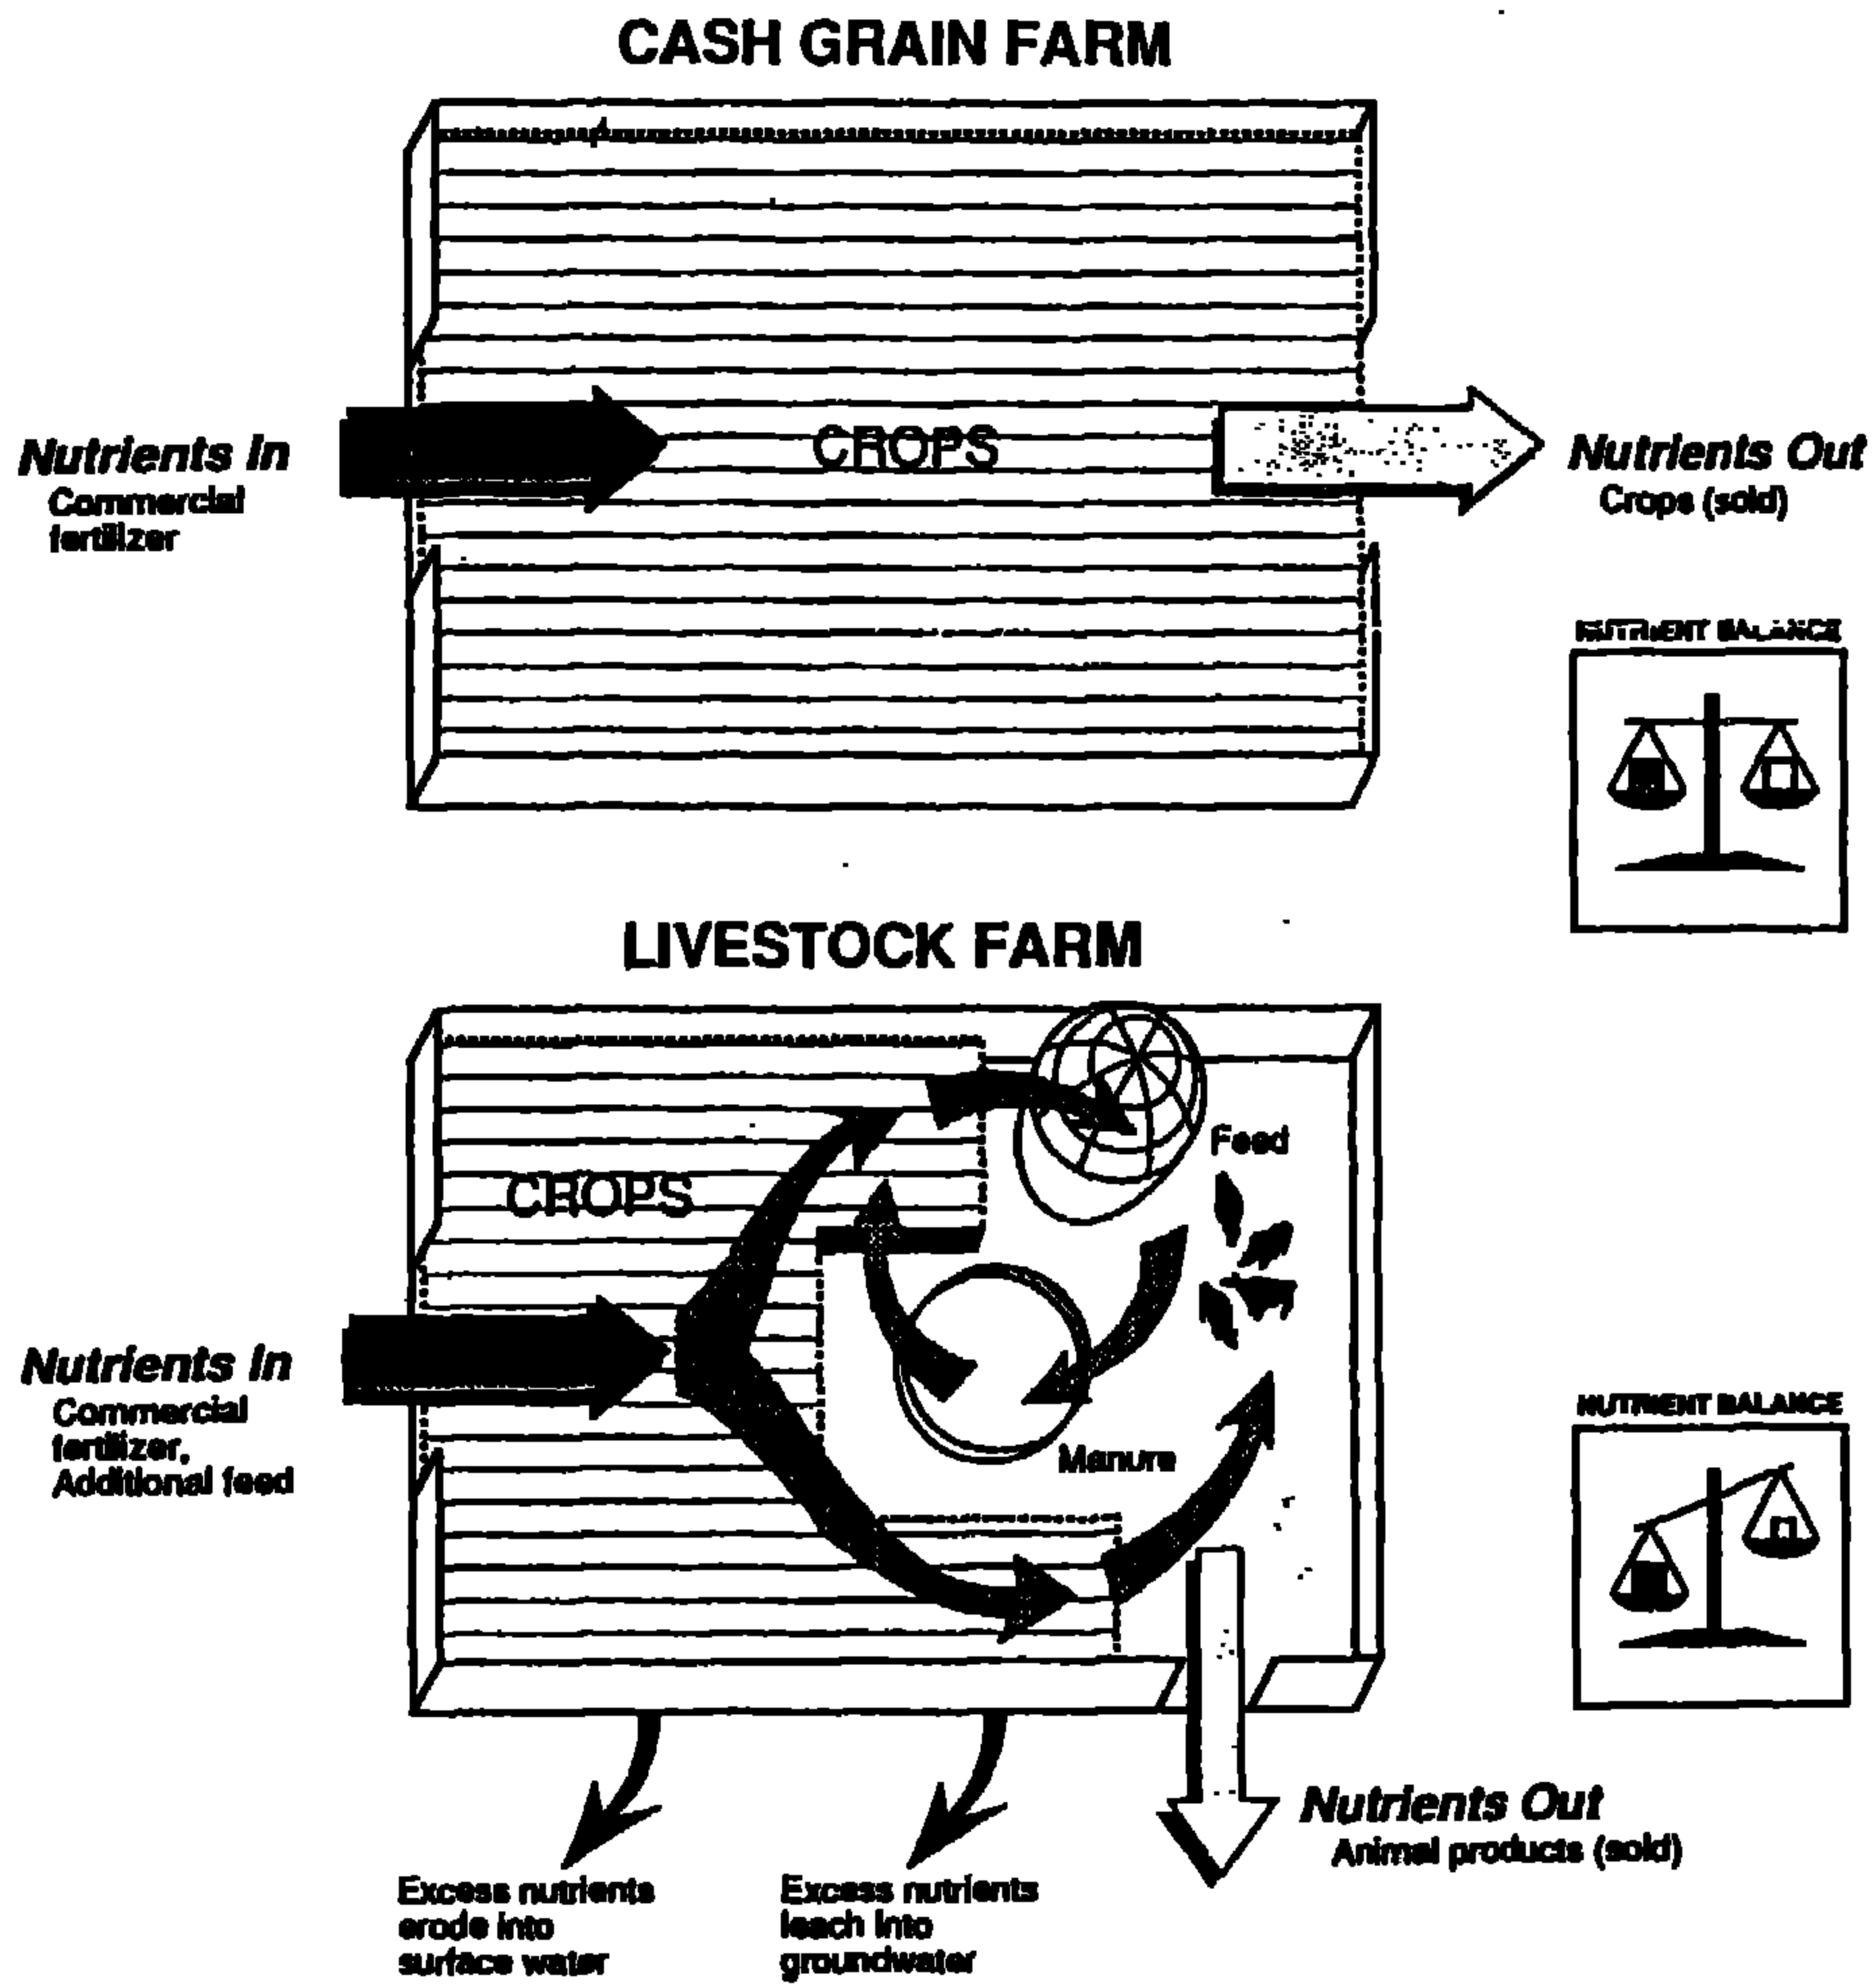 CASH GRAIN FARM
Nutrients In
Commercial
fertilizer
CROPS
Nutrients Out
Crops (sold)
NUTRIENT BALANCE
LIVESTOCK FARM
Feed
CROPS
Nutrients In
Commercial
fertilizer,
Additional feed
Manure
NUTRIENT BALANCE
Nutrients Out
Animal products (sold)
Excess nutrients
erode into
surface water
Excess nutrients
leach into
groundwater